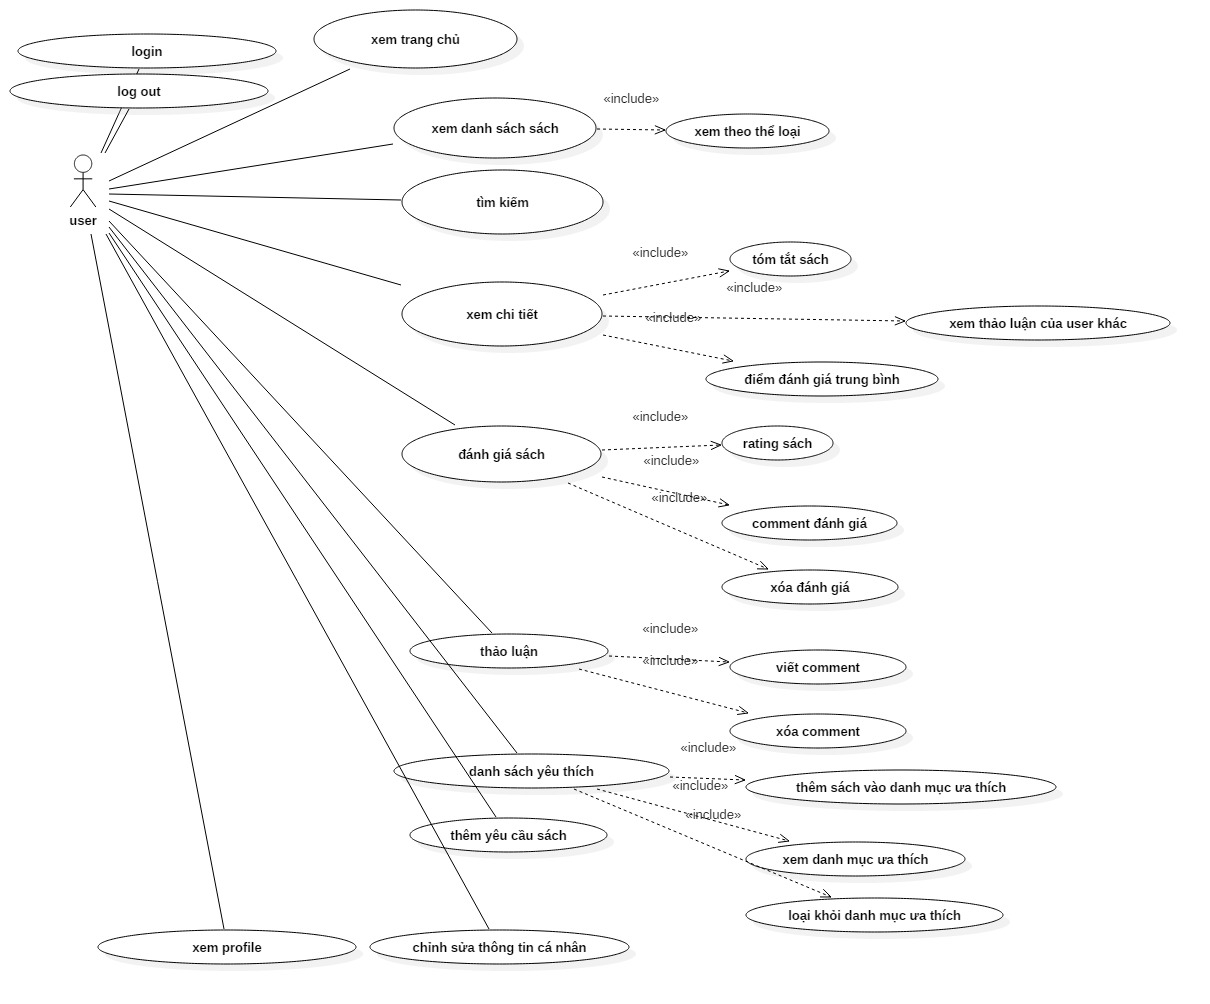 xem trang chủ
login
log out
«include»
xem danh sách sách
xem theo thể loại
tìm kiếm
user
«include»
tóm tắt sách
«include»
xem chi tiết
«include»
xem thảo luận của user khác
điểm đánh giá trung bình
«include»
đánh giá sách
rating sách
«include»
«include»
comment đánh giá
xóa đánh giá
«include»
thảo luận
«include»
viết comment
xóa comment
«include»
danh sách yêu thích
«include»
thêm sách vào danh mục ưa thích
«include»
thêm yêu cầu sách
xem danh mục ưa thích
loại khỏi danh mục ưa thích
xem profile
chỉnh sửa thông tin cá nhân